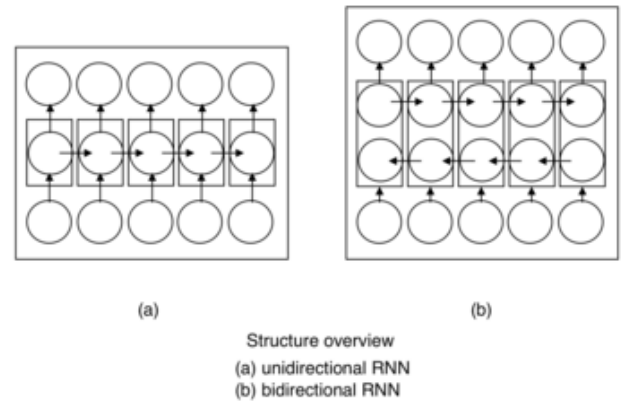 (a)
(b)
Structure overview
(a) unidirectional RNN
(b) bidirectional RNN